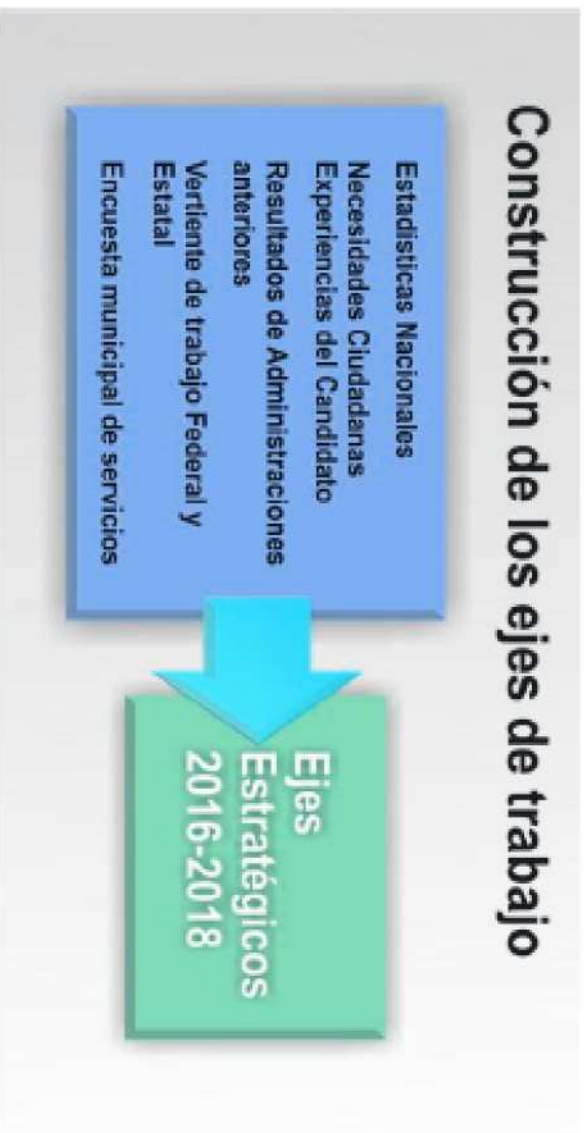 Construcción de los ejes de trabajo
Estadísticas Nacionales
Necesidades Ciudadanas
Experiencias del Candidato
Resultados de Administraciones
anteriores
Vertiente de trabajo Federal y
Estatal
Encuesta municipal de servicios
Ejes
Estratégicos
2016-2018